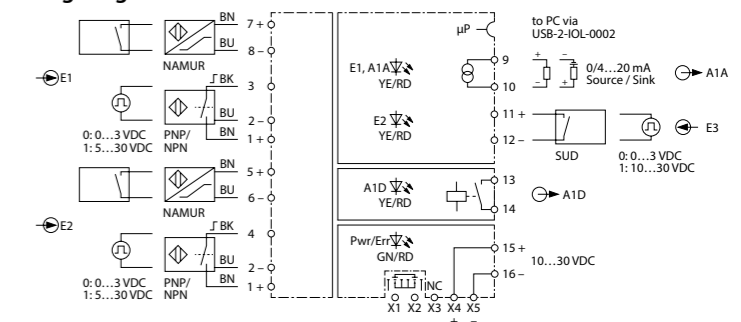 BN
7 +
BU
8 –
NAMUR
E1
BK
3
BU
2 –
BN
1 +
0: 0…3 VDC
1: 5…30 VDC
PNP/
NPN
BN
5 +
BU
6 –
NAMUR
E2
BK
4
BU
2 –
BN
1 +
0: 0…3 VDC
1: 5…30 VDC
PNP/
NPN
µP
to PC via
USB-2-IOL-0002
E1, A1A
YE/RD
9
10
+
–
–
+
0/4…20 mA
Source / Sink
A1A
E2
YE/RD
11 +
12 –
SUD
E3
0: 0…3 VDC
1: 10…30 VDC
A1D
YE/RD
13
14
A1D
Pwr/Err
GN/RD
15 +
16 –
10…30 VDC
NC
X1 X2 X3 X4 X5
+ –